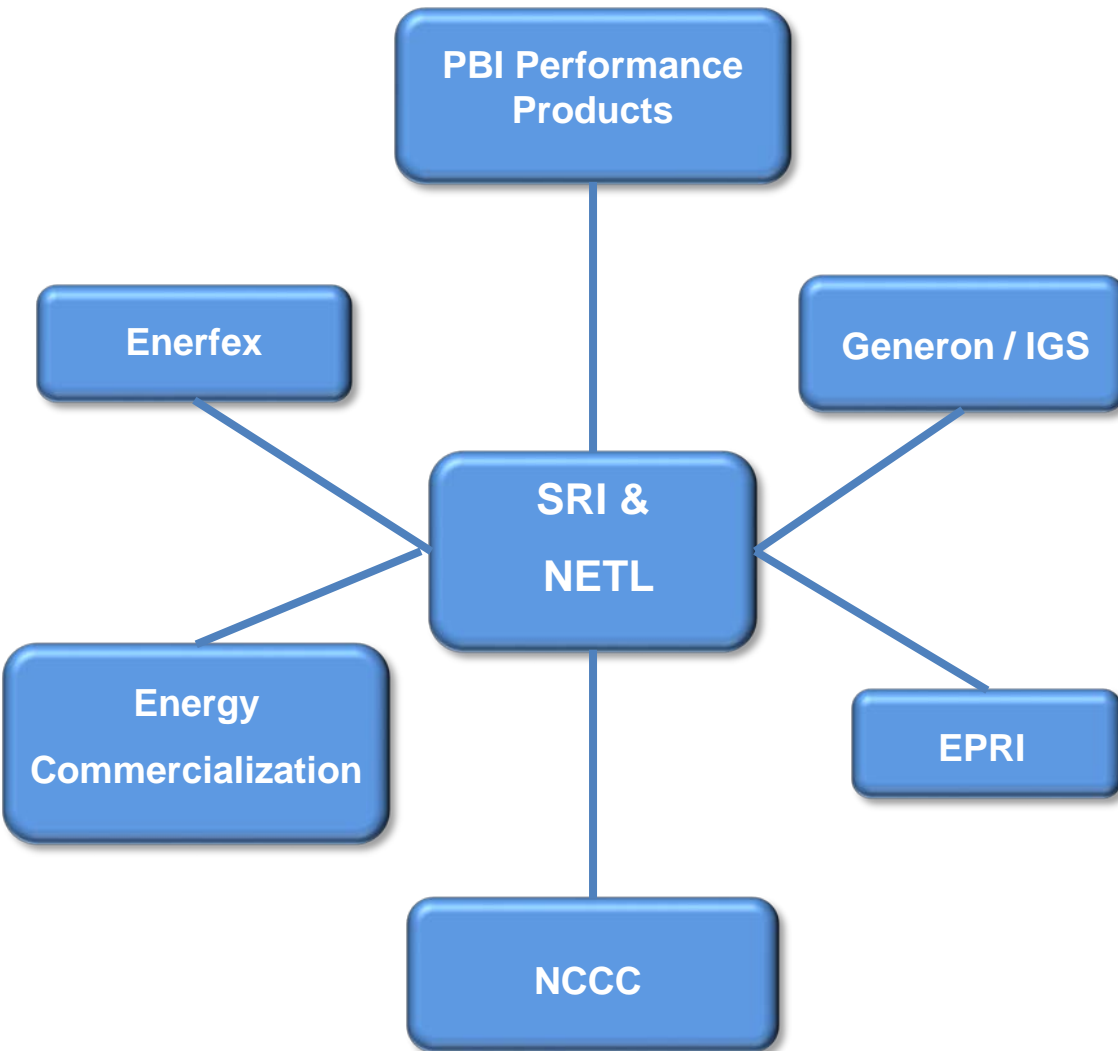 PBI Performance
Products
Enerfex
Generon / IGS
SRI &
NETL
Energy
Commercialization
EPRI
NCCC